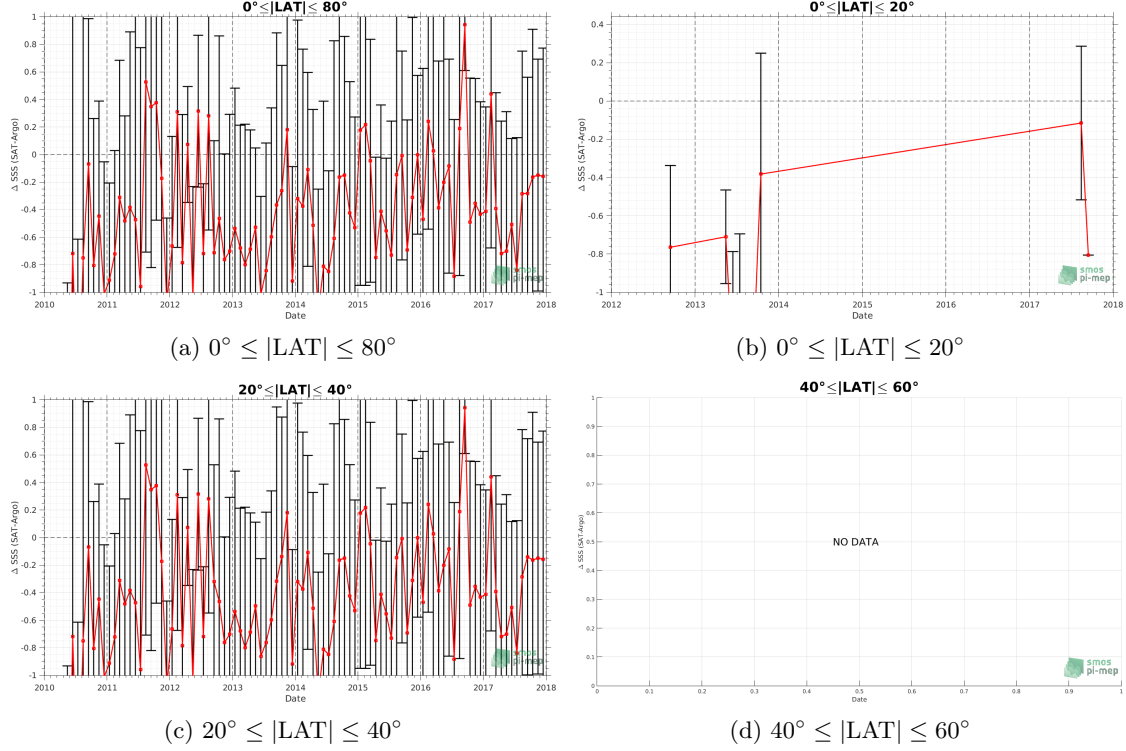 0°≤|LAT|≤ 80°
Δ SSS (SAT-Argo)
1
0.8
0.6
0.4
0.2
0
-0.2
-0.4
-0.6
-0.8
-1
2010 2011 2012 2013 2014 2015 2016 2017 2018
Date
smos
pi-mep
(a) 0° ≤ |LAT| ≤ 80°
0°≤|LAT|≤ 20°
Δ SSS (SAT-Argo)
0.4
0.2
0
-0.2
-0.4
-0.6
-0.8
-1
2012 2013 2014 2015 2016 2017 2018
Date
smos
pi-mep
(b) 0° ≤ |LAT| ≤ 20°
20°≤|LAT|≤ 40°
Δ SSS (SAT-Argo)
1
0.8
0.6
0.4
0.2
0
-0.2
-0.4
-0.6
-0.8
-1
2010 2011 2012 2013 2014 2015 2016 2017 2018
Date
smos
pi-mep
(c) 20° ≤ |LAT| ≤ 40°
40°≤|LAT|≤ 60°
Δ SSS (SAT-Argo)
1
0.9
0.8
0.7
0.6
0.5
0.4
0.3
0.2
0.1
0
NO DATA
0 0.1 0.2 0.3 0.4 0.5 0.6 0.7 0.8 0.9 1
Date
smos
pi-mep
(d) 40° ≤ |LAT| ≤ 60°